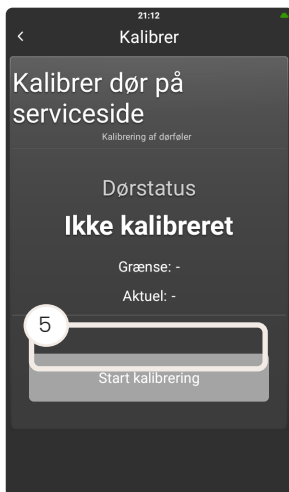 21:12
Kalibrer
Kalibrer dør på
serviceside
Kalibrering af dørføler
Dørstatus
Ikke kalibreret
Grænse: -
Aktuel: -
5
Start kalibrering